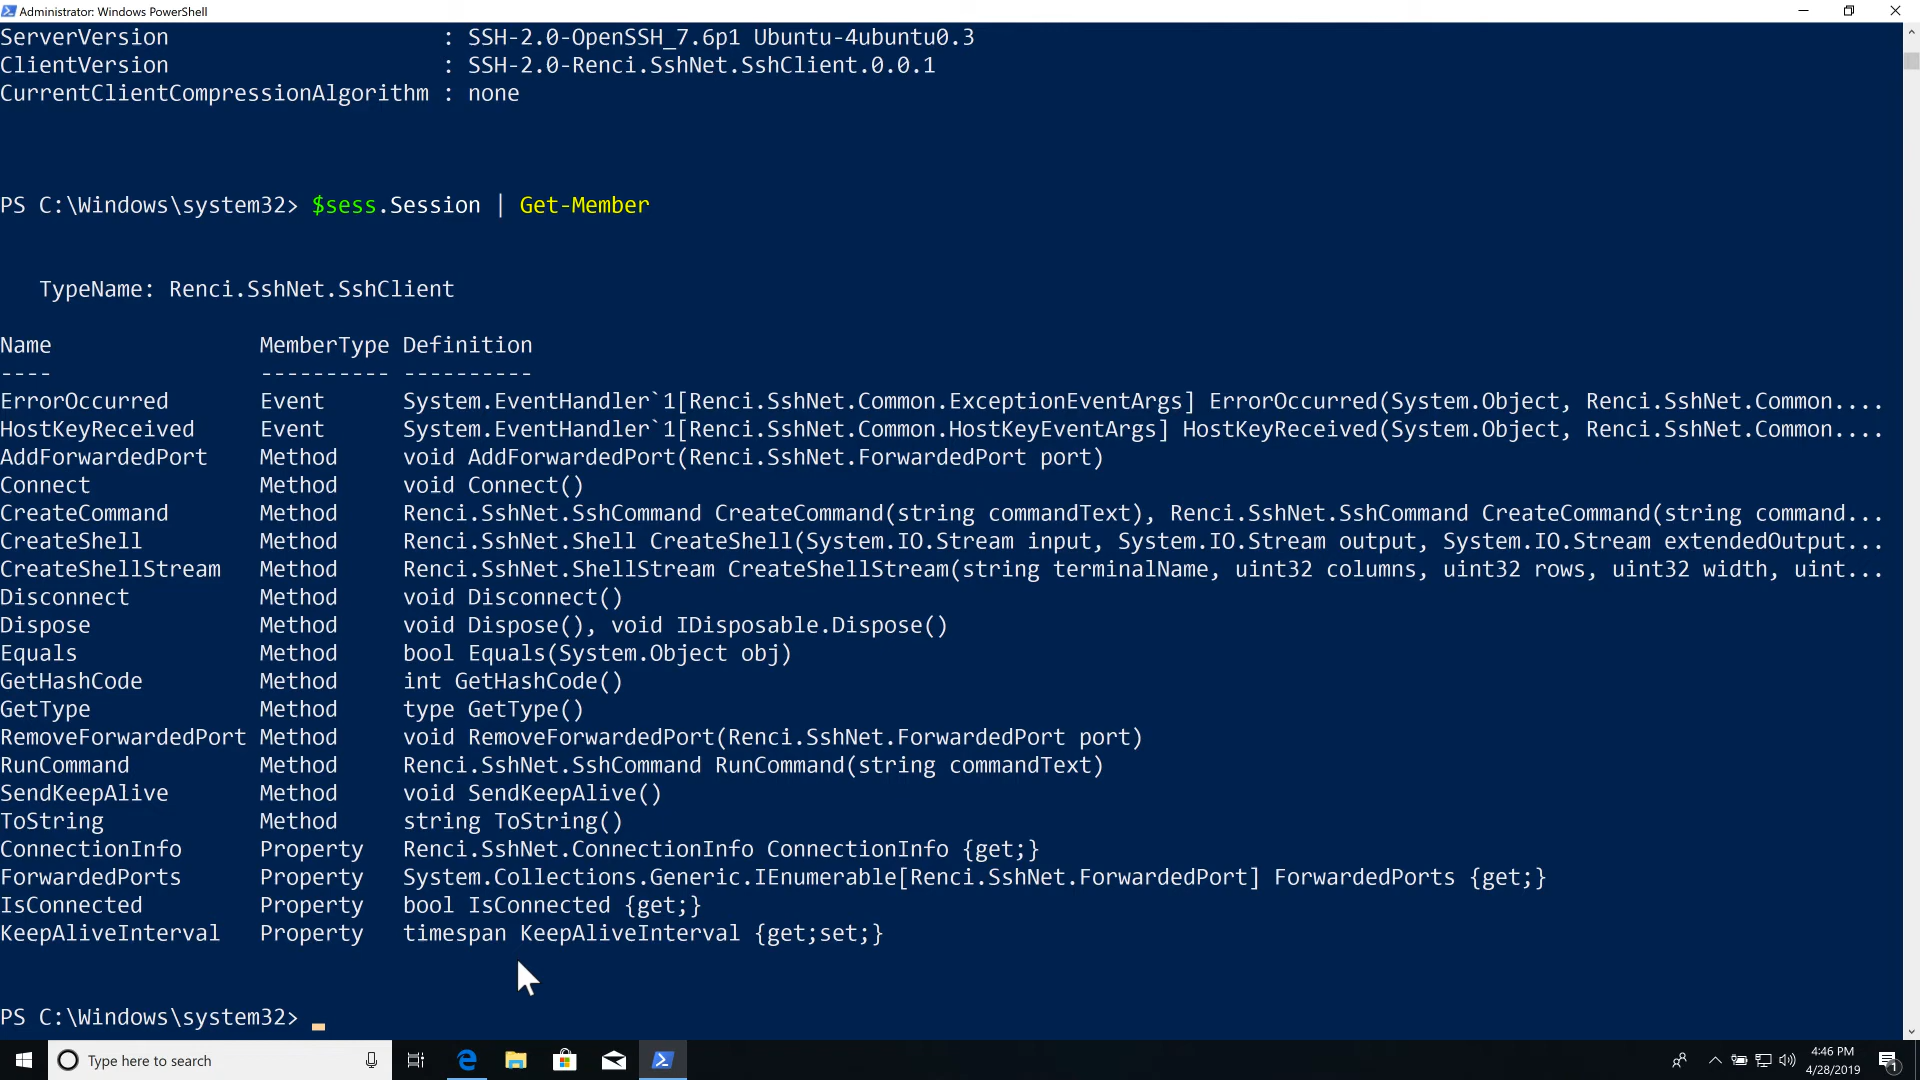 Administrator: Windows PowerShell
ServerVersion                     : SSH-2.0-OpenSSH_7.6p1 Ubuntu-4ubuntu0.3
ClientVersion                     : SSH-2.0-Renci.SshNet.SshClient.0.0.1
CurrentClientCompressionAlgorithm : none
PS C:\Windows\system32> $sess.Session | Get-Member
   TypeName: Renci.SshNet.SshClient
Name                MemberType Definition
----                ---------- ----------
ErrorOccurred       Event      System.EventHandler`1[Renci.SshNet.Common.ExceptionEventArgs] ErrorOccurred(System.Object, Renci.SshNet.Common....
HostKeyReceived     Event      System.EventHandler`1[Renci.SshNet.Common.HostKeyEventArgs] HostKeyReceived(System.Object, Renci.SshNet.Common....
AddForwardedPort    Method     void AddForwardedPort(Renci.SshNet.ForwardedPort port)
Connect             Method     void Connect()
CreateCommand       Method     Renci.SshNet.SshCommand CreateCommand(string commandText), Renci.SshNet.SshCommand CreateCommand(string command...
CreateShell         Method     Renci.SshNet.Shell CreateShell(System.IO.Stream input, System.IO.Stream output, System.IO.Stream extendedOutput...
CreateShellStream   Method     Renci.SshNet.ShellStream CreateShellStream(string terminalName, uint32 columns, uint32 rows, uint32 width, uint...
Disconnect          Method     void Disconnect()
Dispose             Method     void Dispose(), void IDisposable.Dispose()
Equals              Method     bool Equals(System.Object obj)
GetHashCode         Method     int GetHashCode()
GetType             Method     type GetType()
RemoveForwardedPort Method     void RemoveForwardedPort(Renci.SshNet.ForwardedPort port)
RunCommand          Method     Renci.SshNet.SshCommand RunCommand(string commandText)
SendKeepAlive       Method     void SendKeepAlive()
ToString            Method     string ToString()
ConnectionInfo      Property   Renci.SshNet.ConnectionInfo ConnectionInfo {get;}
ForwardedPorts      Property   System.Collections.Generic.IEnumerable[Renci.SshNet.ForwardedPort] ForwardedPorts {get;}
IsConnected         Property   bool IsConnected {get;}
KeepAliveInterval   Property   timespan KeepAliveInterval {get;set;}
PS C:\Windows\system32> _
Type here to search
4:46 PM
4/28/2019
1